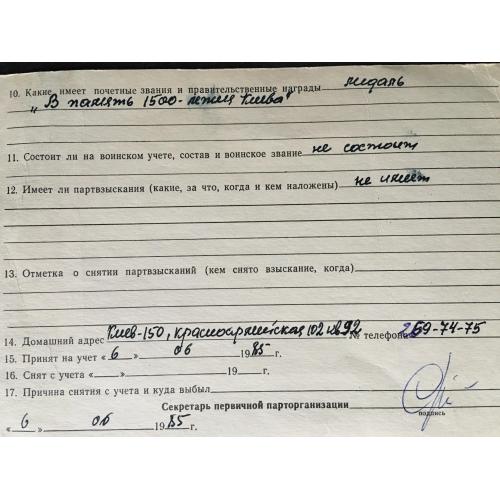 10. Какие имеет почетные звания и правительственные награды медаль
„В память 1500-летия Киева"
11. Состоит ли на воинском учете, состав и воинское звание не состоит
12. Имеет ли партвзыскания (какие, за что, когда и кем наложены) не имеет
13. Отметка о снятии партвзысканий (кем снято взыскание, когда)
14. Домашний адрес Киев-150, Красноармейская 102 кв 92 № телефона 269-74-75
15. Принят на учет «6» 06 1985 г.
16. Снят с учета « » 19 г.
17. Причина снятия с учета и куда выбыл
Секретарь первичной парторганизации
подпись
«6» 06 1985 г.